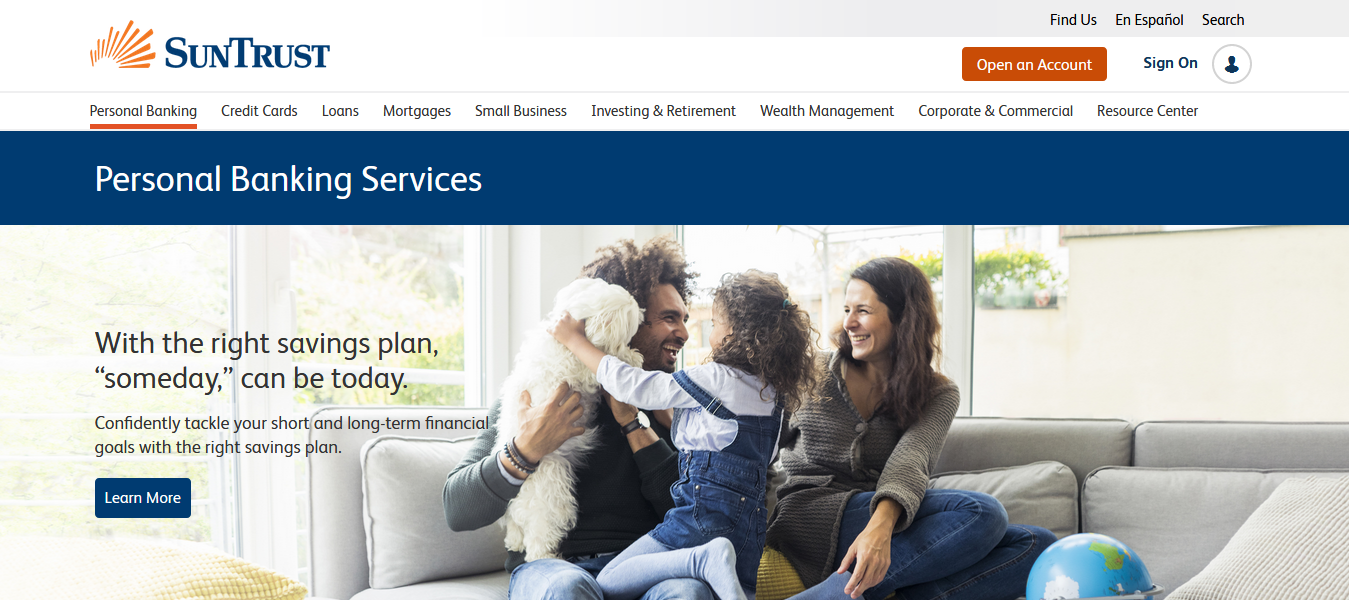 Find Us En Español Search
SUNTRUST
Open an Account Sign On
Personal Banking Credit Cards Loans Mortgages Small Business Investing & Retirement Wealth Management Corporate & Commercial Resource Center
Personal Banking Services
With the right savings plan,
“someday,” can be today.
Confidently tackle your short and long-term financial
goals with the right savings plan.
Learn More